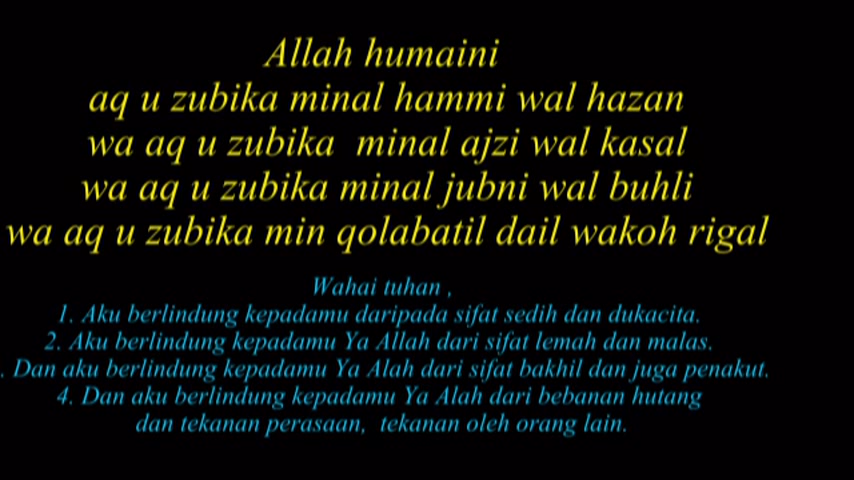 Allah humaini
aq u zubika minal hammi wal hazan
wa aq u zubika minal ajzi wal kasal
wa aq u zubika minal jubni wal buhli
wa aq u zubika min qolabatil dail wakoh rigal
Wahai tuhan ,
1. Aku berlindung kepadamu daripada sifat sedih dan dukacita.
2. Aku berlindung kepadamu Ya Allah dari sifat lemah dan malas.
. Dan aku berlindung kepadamu Ya Alah dari sifat bakhil dan juga penakut.
4. Dan aku berlindung kepadamu Ya Alah dari bebanan hutang
dan tekanan perasaan, tekanan oleh orang lain.